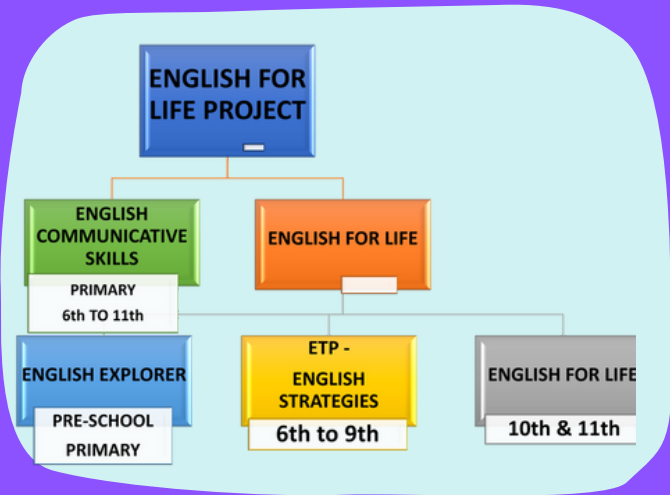 ENGLISH FOR
LIFE PROJECT
ENGLISH
COMMUNICATIVE
SKILLS
PRIMARY
6th TO 11th
ENGLISH FOR LIFE
ENGLISH EXPLORER
PRE-SCHOOL
PRIMARY
ETP -
ENGLISH
STRATEGIES
6th to 9th
ENGLISH FOR LIFE
10th & 11th